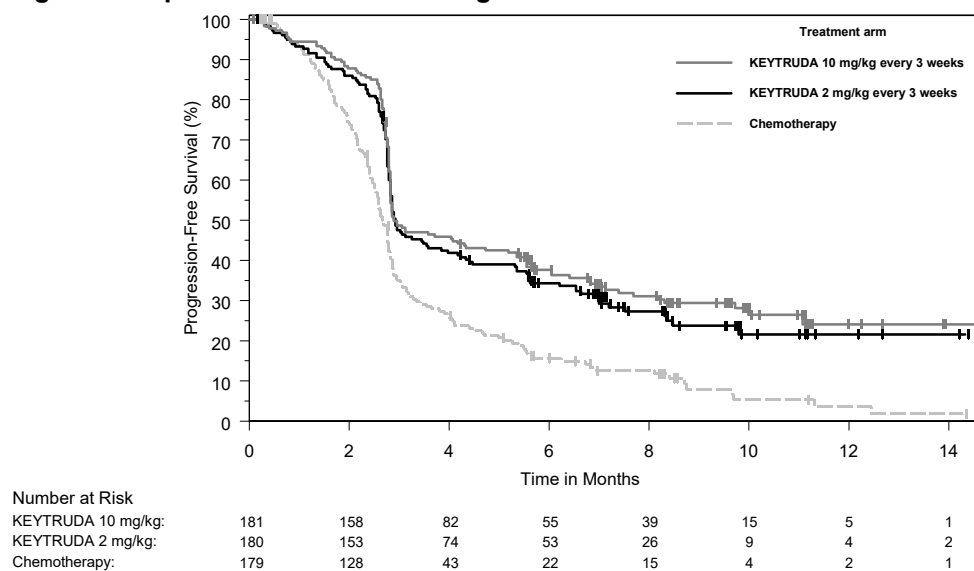 Treatment arm
KEYTRUDA 10 mg/kg every 3 weeks
KEYTRUDA 2 mg/kg every 3 weeks
Chemotherapy
Progression-Free Survival (%)
100
90
80
70
60
50
40
30
20
10
0
0 2 4 6 8 10 12 14
Time in Months
Number at Risk
KEYTRUDA 10 mg/kg: 181 158 82 55 39 15 5 1
KEYTRUDA 2 mg/kg: 180 153 74 53 26 9 4 2
Chemotherapy: 179 128 43 22 15 4 2 1